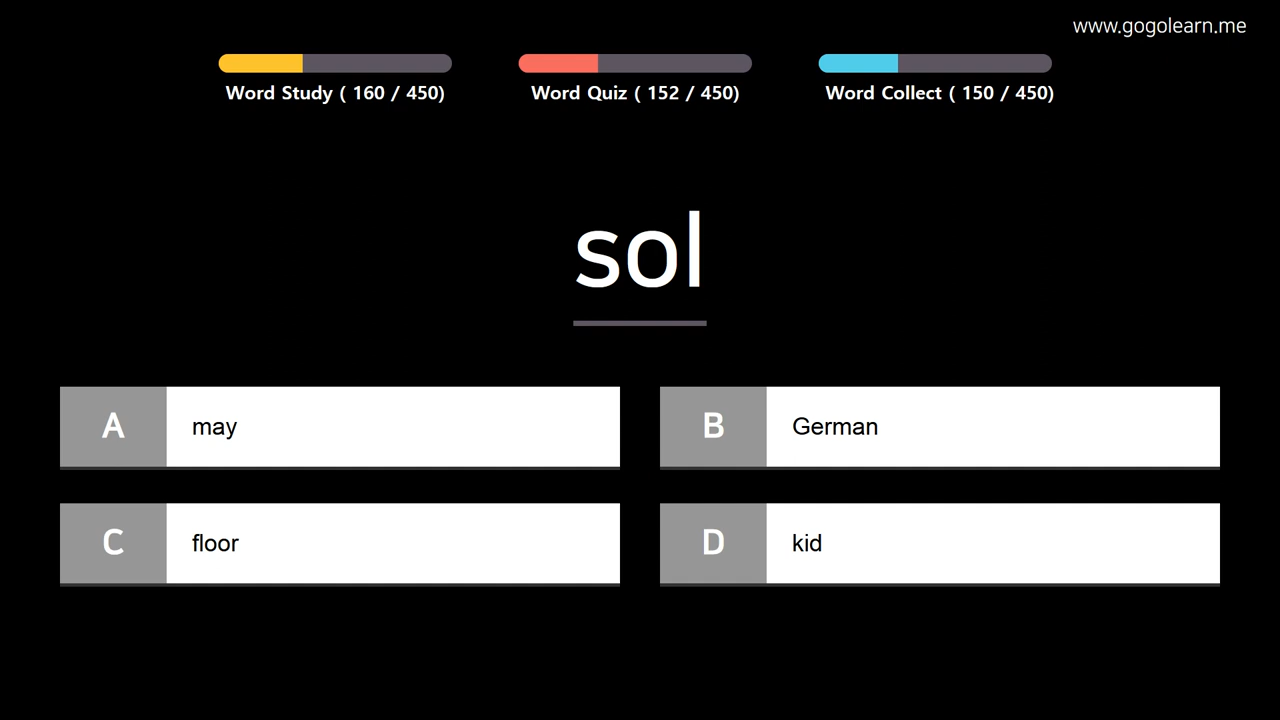 www.gogolearn.me
Word Study ( 160 / 450)
Word Quiz ( 152 / 450)
Word Collect ( 150 / 450)
sol
A may
B German
C floor
D kid